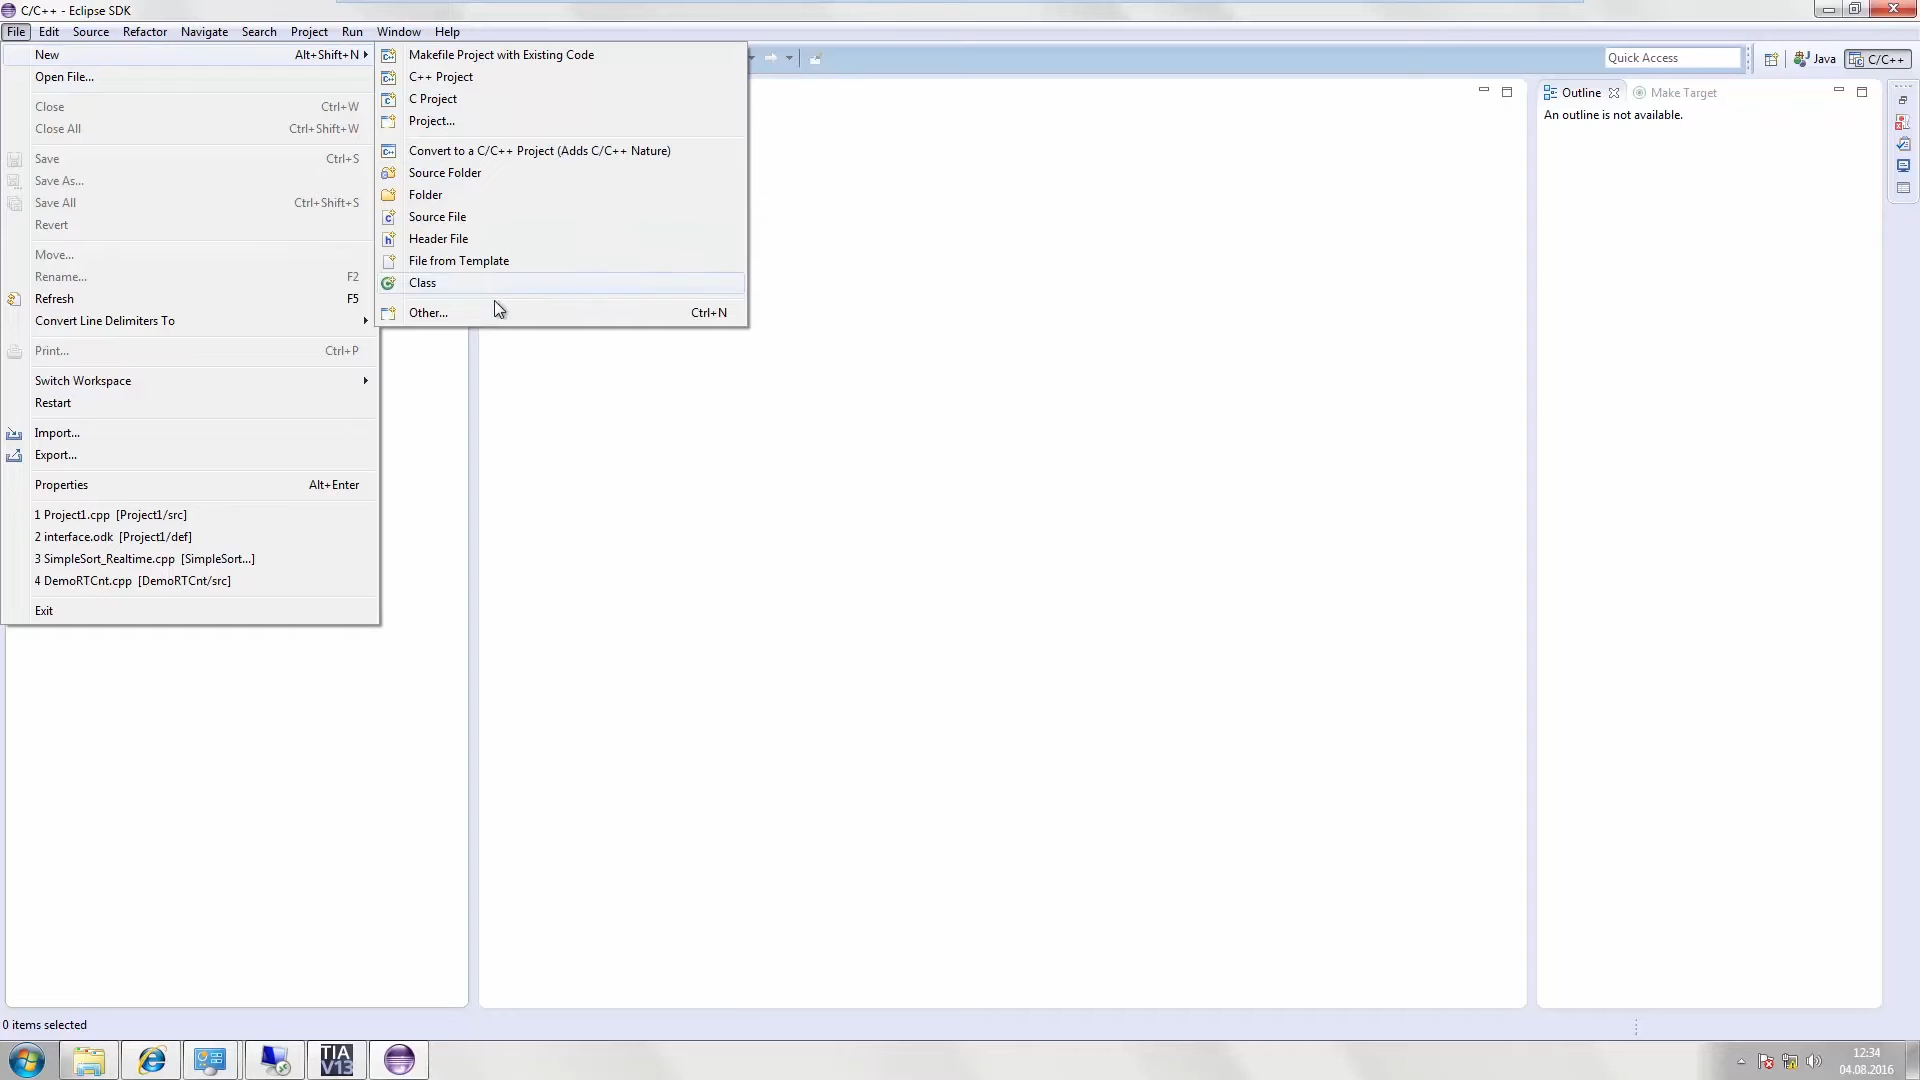 C/C++ - Eclipse SDK
File Edit Source Refactor Navigate Search Project Run Window Help
New Alt+Shift+N
Open File...
Close Ctrl+W
Close All Ctrl+Shift+W
Save Ctrl+S
Save As...
Save All Ctrl+Shift+S
Revert
Move...
Rename... F2
Refresh F5
Convert Line Delimiters To
Print... Ctrl+P
Switch Workspace
Restart
Import...
Export...
Properties Alt+Enter
1 Project1.cpp [Project1/src]
2 interface.odk [Project1/def]
3 SimpleSort_Realtime.cpp [SimpleSort...]
4 DemoRTCnt.cpp [DemoRTCnt/src]
Exit
Makefile Project with Existing Code
C++ Project
C Project
Project...
Convert to a C/C++ Project (Adds C/C++ Nature)
Source Folder
Folder
Source File
Header File
File from Template
Class
Other... Ctrl+N
Quick Access
Java
C/C++
Outline
Make Target
An outline is not available.
0 items selected
TIA
V13
12:34
04.08.2016